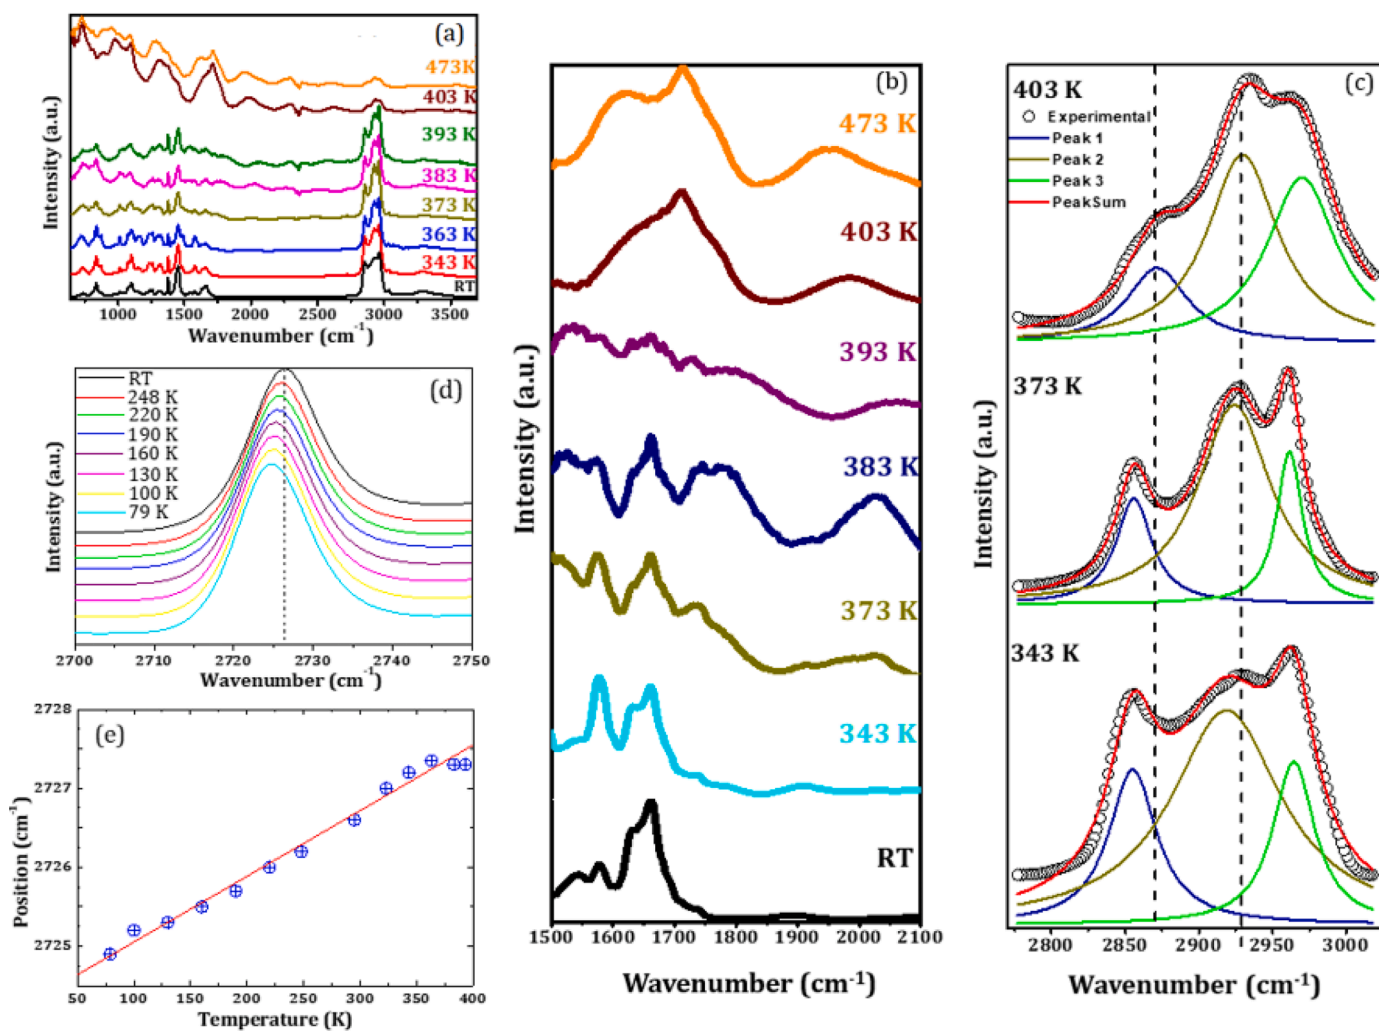 (a)
473K
403 K
393 K
383 K
373 K
363 K
343 K
RT
Intensity (a.u.)
1000 1500 2000 2500 3000 3500
Wavenumber (cm-1)
(d)
RT
248 K
220 K
190 K
160 K
130 K
100 K
79 K
Intensity (a.u.)
2700 2710 2720 2730 2740 2750
Wavenumber (cm-1)
(e)
2728
2727
2726
2725
Position (cm-1)
50 100 150 200 250 300 350 400
Temperature (K)
(b)
473 K
403 K
393 K
383 K
373 K
343 K
RT
Intensity (a.u.)
1500 1600 1700 1800 1900 2000 2100
Wavenumber (cm-1)
(c)
403 K
Experimental
Peak 1
Peak 2
Peak 3
PeakSum
373 K
343 K
Intensity (a.u.)
2800 2850 2900 2950 3000
Wavenumber (cm-1)